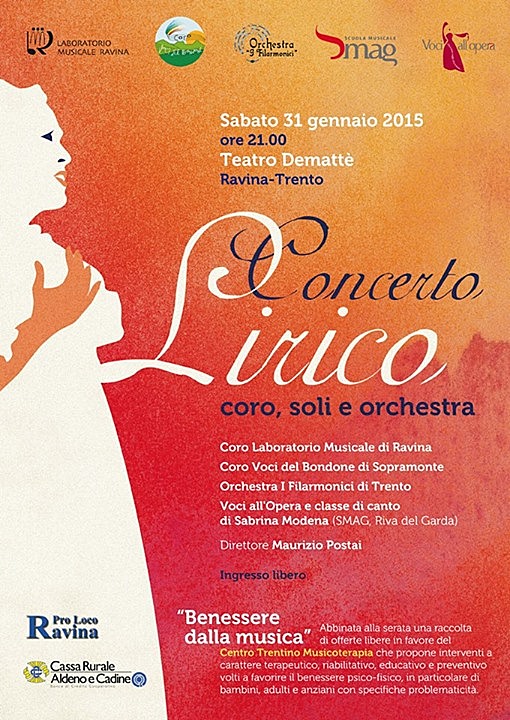 LABORATORIO
MUSICALE RAVINA
Coro
Orchestra
"I Filarmonici"
SCUOLA MUSICALE
Smag
Voci all'opera
Sabato 31 gennaio 2015
ore 21.00
Teatro Demattè
Ravina-Trento
Concerto
Lirico
coro, soli e orchestra
Coro Laboratorio Musicale di Ravina
Coro Voci del Bondone di Sopramonte
Orchestra I Filarmonici di Trento
Voci all'Opera e classe di canto
di Sabrina Modena (SMAG, Riva del Garda)
Direttore Maurizio Postai
Ingresso libero
Pro Loco
Ravina
Cassa Rurale
Aldeno e Cadine
Banca di Credito Cooperativo
"Benessere
dalla musica"
Abbinata alla serata una raccolta
di offerte libere in favore del
Centro Trentino Musicoterapia che propone interventi a
carattere terapeutico, riabilitativo, educativo e preventivo
volti a favorire il benessere psico-fisico, in particolare di
bambini, adulti e anziani con specifiche problematicità.